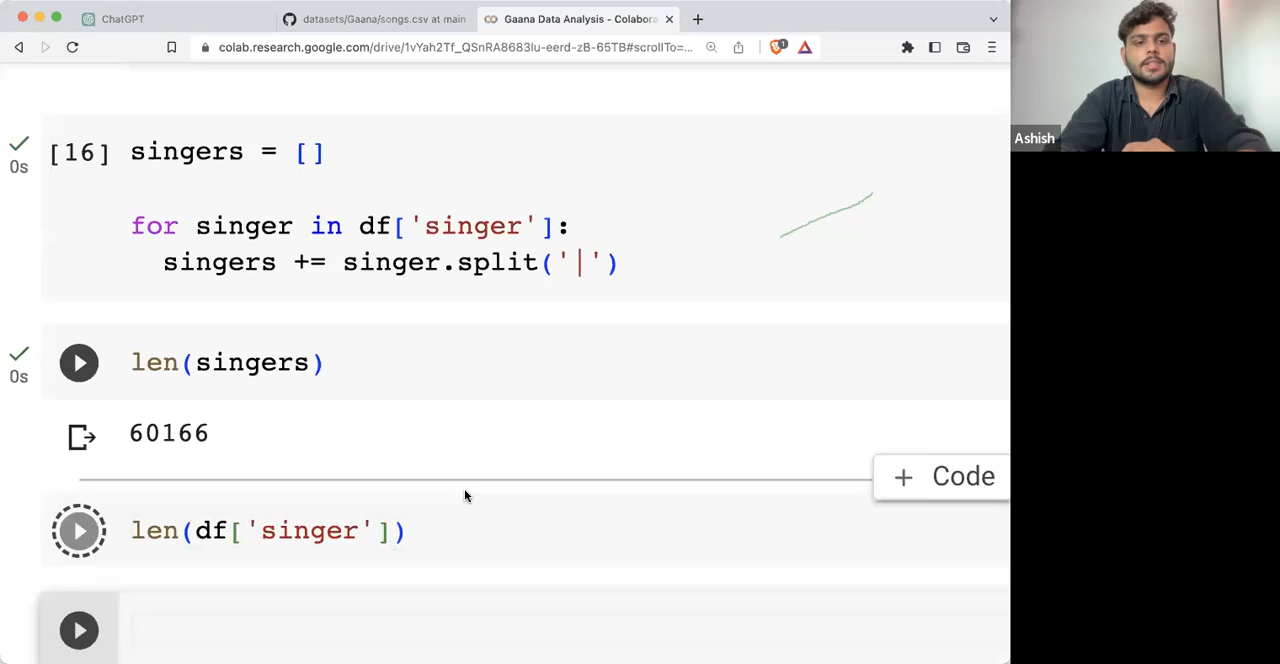 ChatGPT
datasets/Gaana/songs.csv at main
Gaana Data Analysis - Colabora
colab.research.google.com/drive/1vYah2Tf_QSnRA8683lu-eerd-zB-65TB#scrollTo=...
1
Ashish
[16] singers = []
0s
for singer in df['singer']:
singers += singer.split('|')
len(singers)
0s
60166
+ Code
len(df['singer'])